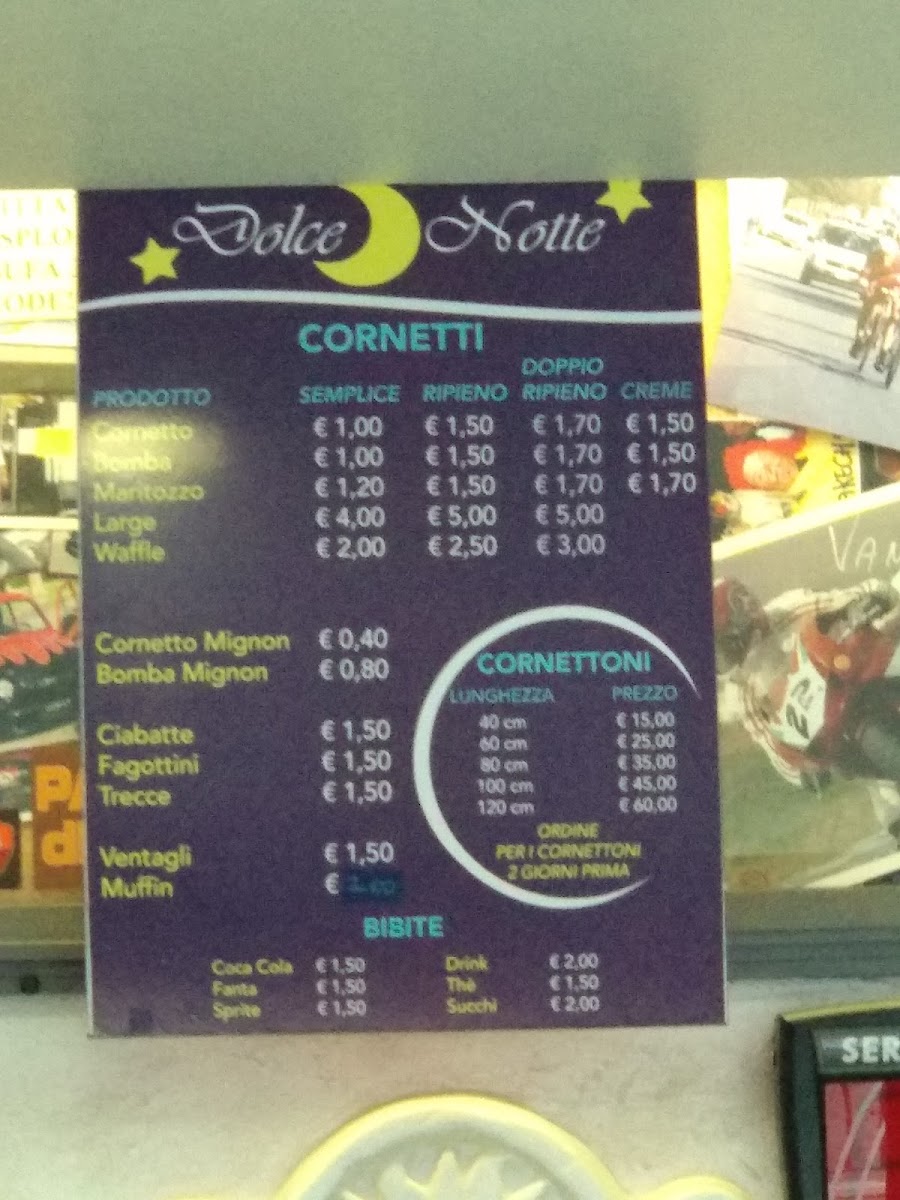 Dolce Notte
CORNETTI
PRODOTTO SEMPLICE RIPIENO DOPPIO RIPIENO CREME
Cornetto € 1,00 € 1,50 € 1,70 € 1,50
Bomba € 1,00 € 1,50 € 1,70 € 1,50
Maritozzo € 1,20 € 1,50 € 1,70 € 1,70
Large € 4,00 € 5,00 € 5,00
Waffle € 2,00 € 2,50 € 3,00
Cornetto Mignon € 0,40
Bomba Mignon € 0,80
Ciabatte € 1,50
Fagottini € 1,50
Trecce € 1,50
Ventagli € 1,50
Muffin €
CORNETTONI
LUNGHEZZA PREZZO
40 cm € 15,00
60 cm € 25,00
80 cm € 35,00
100 cm € 45,00
120 cm € 60,00
ORDINE
PER I CORNETTONI
2 GIORNI PRIMA
BIBITE
Coca Cola € 1,50
Fanta € 1,50
Sprite € 1,50
Drink € 2,00
Thè € 1,50
Succhi € 2,00
SER